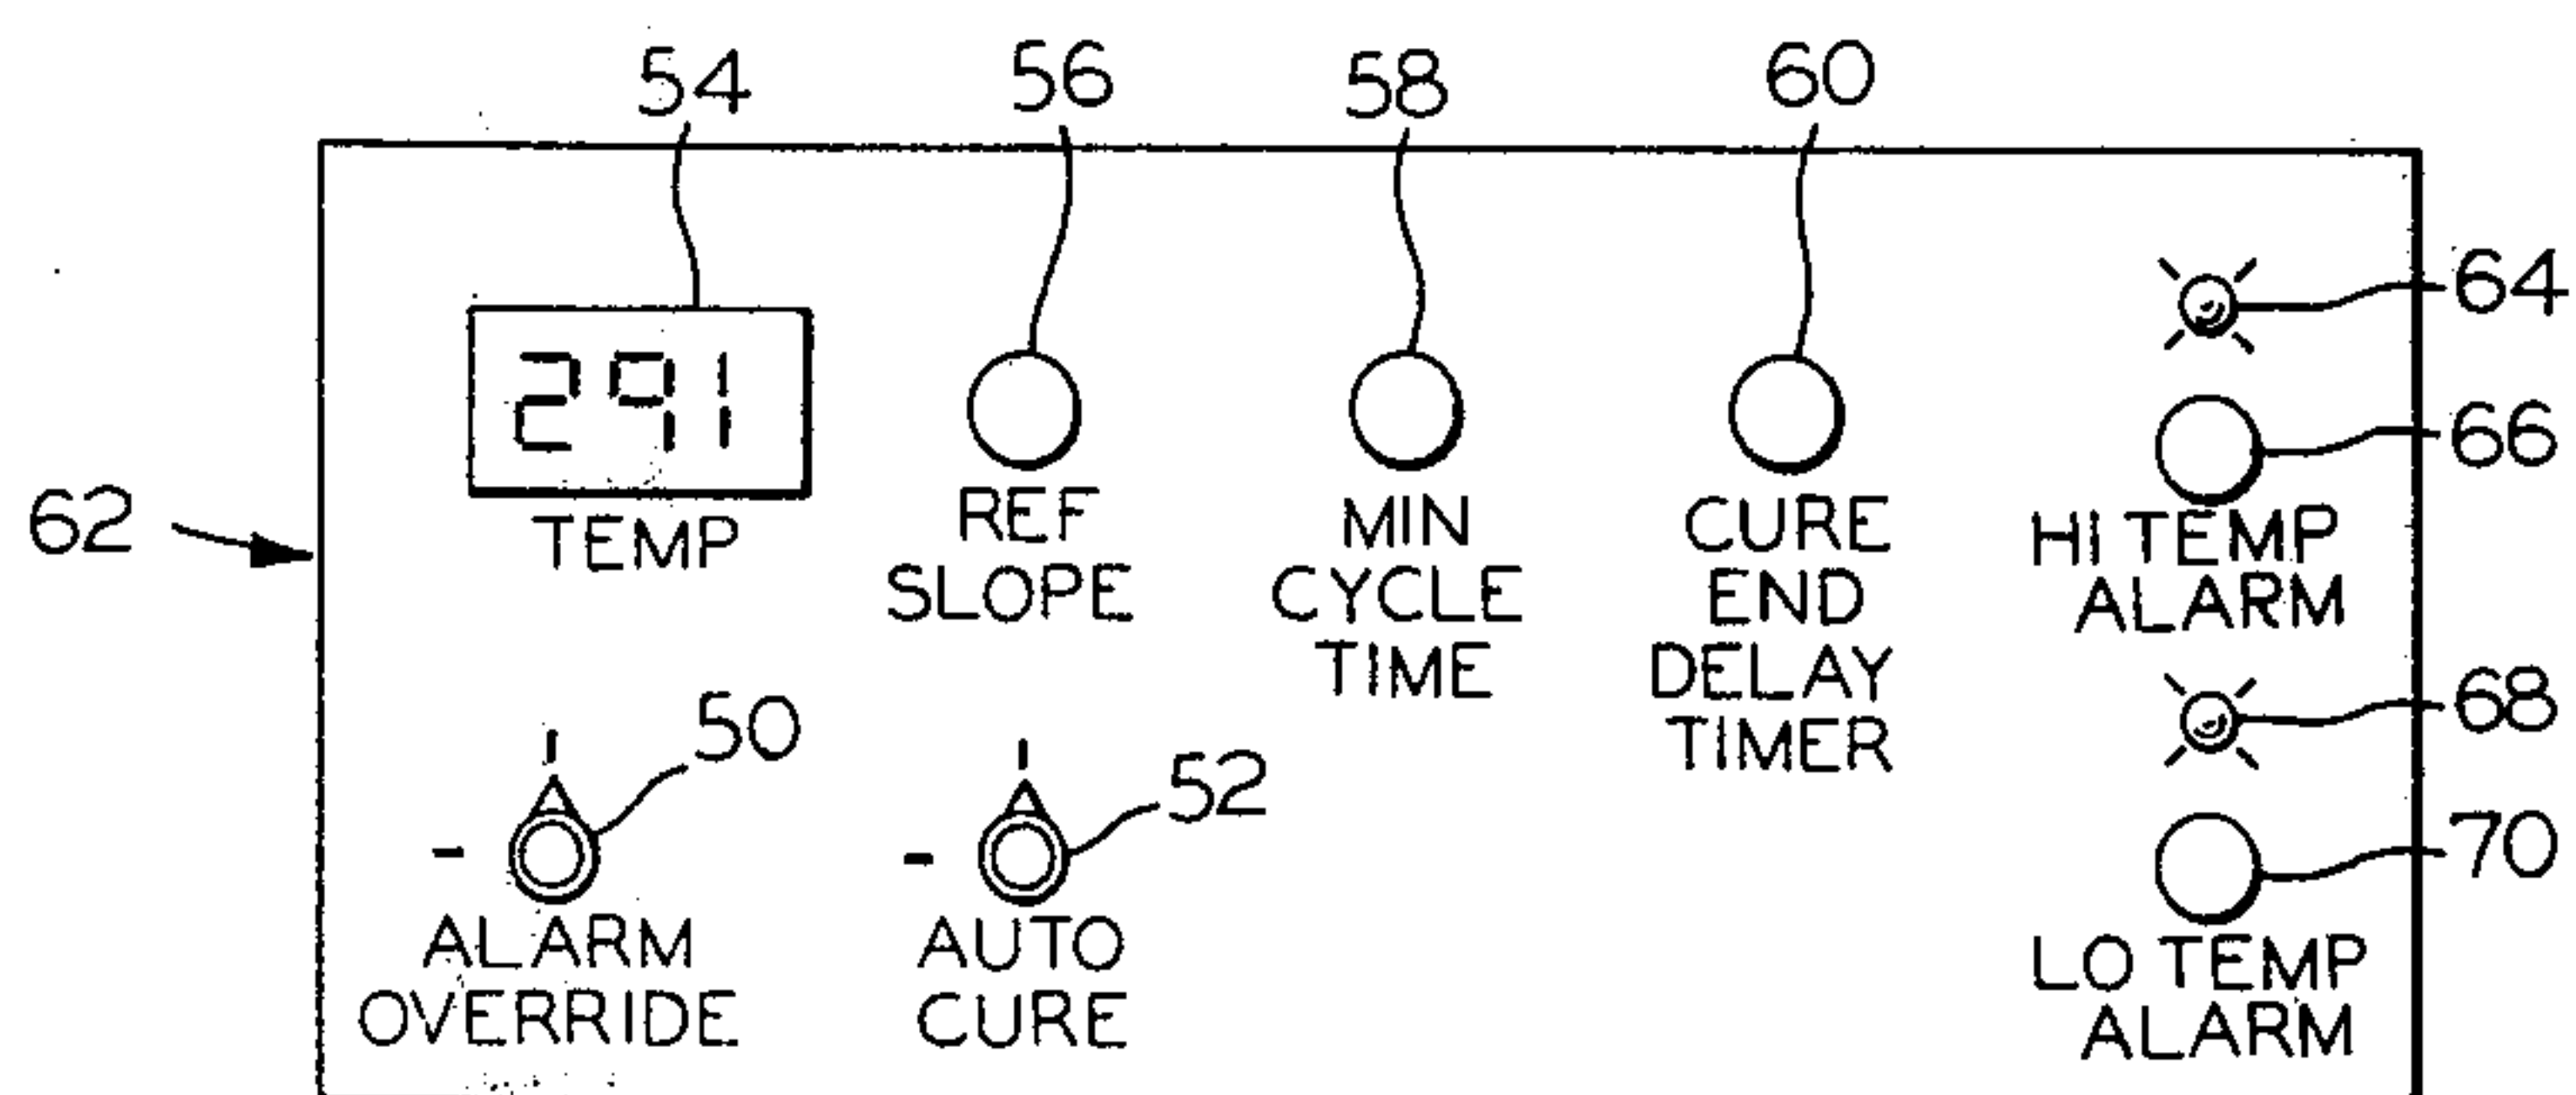 54 56 58 60
64
291
66
62
TEMP
REF
SLOPE
MIN
CYCLE
TIME
CURE
END
DELAY
TIMER
HI TEMP
ALARM
68
50
52
70
ALARM
OVERRIDE
AUTO
CURE
LO TEMP
ALARM